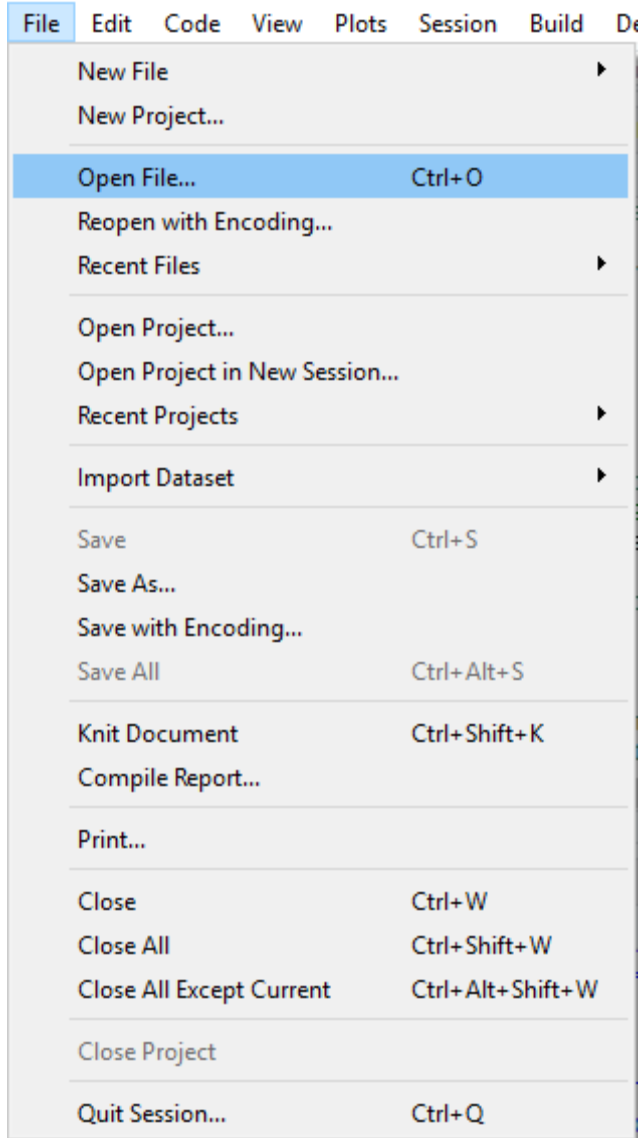 File Edit Code View Plots Session Build De
New File
New Project...
Open File... Ctrl+O
Reopen with Encoding...
Recent Files
Open Project...
Open Project in New Session...
Recent Projects
Import Dataset
Save Ctrl+S
Save As...
Save with Encoding...
Save All Ctrl+Alt+S
Knit Document Ctrl+Shift+K
Compile Report...
Print...
Close Ctrl+W
Close All Ctrl+Shift+W
Close All Except Current Ctrl+Alt+Shift+W
Close Project
Quit Session... Ctrl+Q